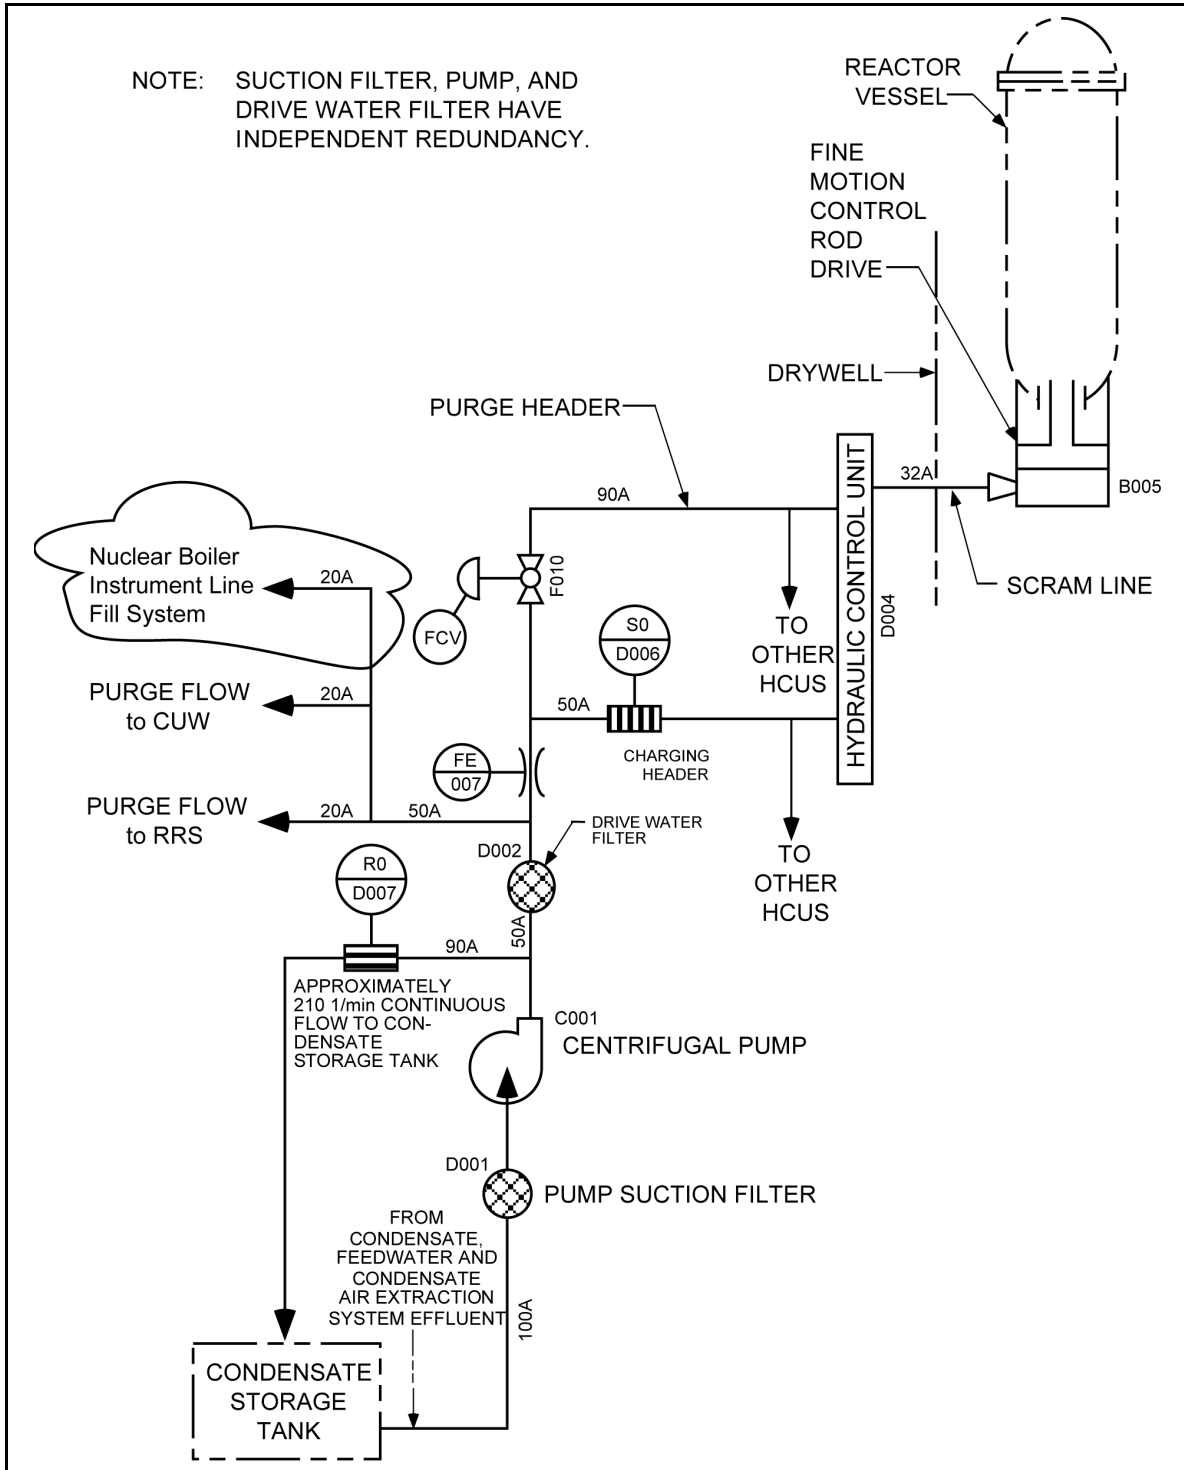 NOTE: SUCTION FILTER, PUMP, AND
DRIVE WATER FILTER HAVE
INDEPENDENT REDUNDANCY.
REACTOR
VESSEL
FINE
MOTION
CONTROL
ROD
DRIVE
DRYWELL
PURGE HEADER
90A
32A
B005
SCRAM LINE
HYDRAULIC CONTROL UNIT
D004
Nuclear Boiler
Instrument Line
Fill System
20A
F010
FCV
S0
D006
TO
OTHER
HCUS
PURGE FLOW
to CUW
20A
50A
CHARGING
HEADER
FE
007
PURGE FLOW
to RRS
20A
50A
DRIVE WATER
FILTER
D002
TO
OTHER
HCUS
R0
D007
50A
90A
APPROXIMATELY
210 1/min CONTINUOUS
FLOW TO CON-
DENSATE
STORAGE TANK
C001
CENTRIFUGAL PUMP
D001
PUMP SUCTION FILTER
FROM
CONDENSATE,
FEEDWATER AND
CONDENSATE
AIR EXTRACTION
SYSTEM EFFLUENT
100A
CONDENSATE
STORAGE
TANK